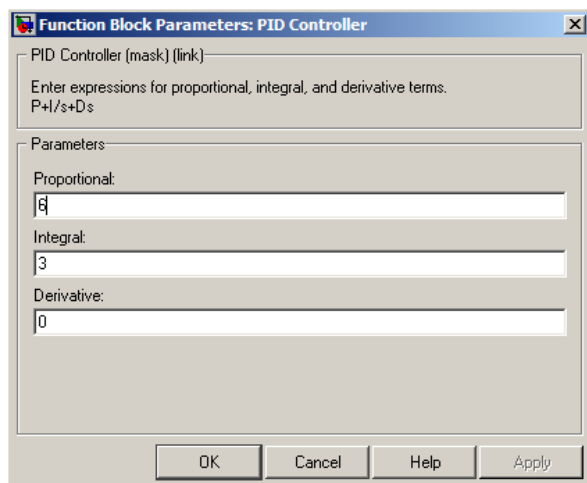 Function Block Parameters: PID Controller
PID Controller (mask) (link)
Enter expressions for proportional, integral, and derivative terms.
P+I/s+Ds
Parameters
Proportional:
6
Integral:
3
Derivative:
0
OK Cancel Help Apply